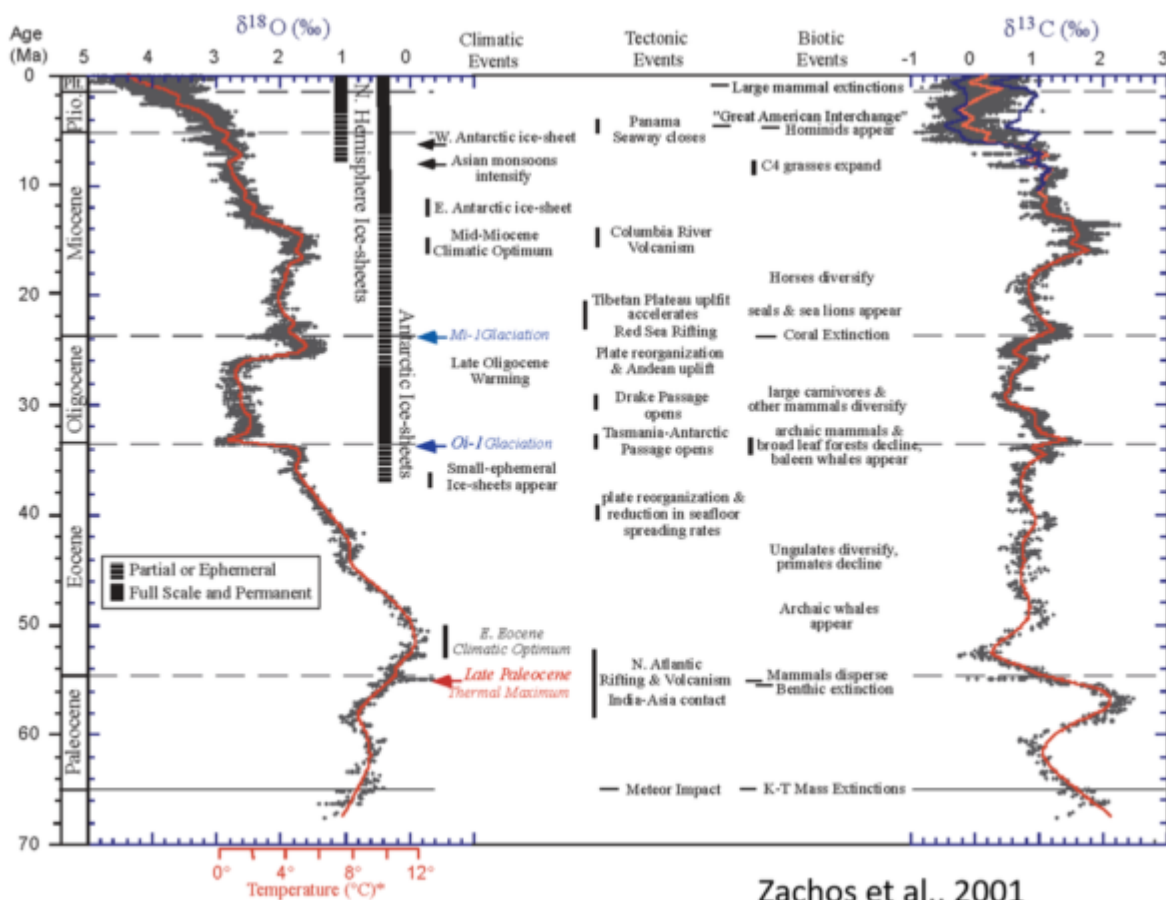 Age
(Ma)
δ18O (‰)
5 4 3 2 1 0
Climatic
Events
Tectonic
Events
Biotic
Events
δ13C (‰)
-1 0 1 2 3
0
10
20
30
40
50
60
70
Plt.
Plio.
Miocene
Oligocene
Eocene
Paleocene
N. Hemisphere Ice-sheets
Antarctic Ice-sheets
W. Antarctic ice-sheet
Asian monsoons
intensify
E. Antarctic ice-sheet
Mid-Miocene
Climatic Optimum
Mi-1Glaciation
Late Oligocene
Warming
Oi-1 Glaciation
Small-ephemeral
Ice-sheets appear
E. Eocene
Climatic Optimum
Late Paleocene
Thermal Maximum
Panama
Seaway closes
Columbia River
Volcanism
Tibetan Plateau uplfit
accelerates
Red Sea Rifting
Plate reorganization
& Andean uplift
Drake Passage
opens
Tasmania-Antarctic
Passage opens
plate reorganization &
reduction in seafloor
spreading rates
N. Atlantic
Rifting & Volcanism
India-Asia contact
Meteor Impact
Large mammal extinctions
"Great American Interchange"
Hominids appear
C4 grasses expand
Horses diversify
seals & sea lions appear
Coral Extinction
large carnivores &
other mammals diversify
archaic mammals &
broad leaf forests decline,
baleen whales appear
Ungulates diversify,
primates decline
Archaic whales
appear
Mammals disperse
Benthic extinction
K-T Mass Extinctions
Partial or Ephemeral
Full Scale and Permanent
0° 4° 8° 12°
Temperature (°C)*
Zachos et al., 2001